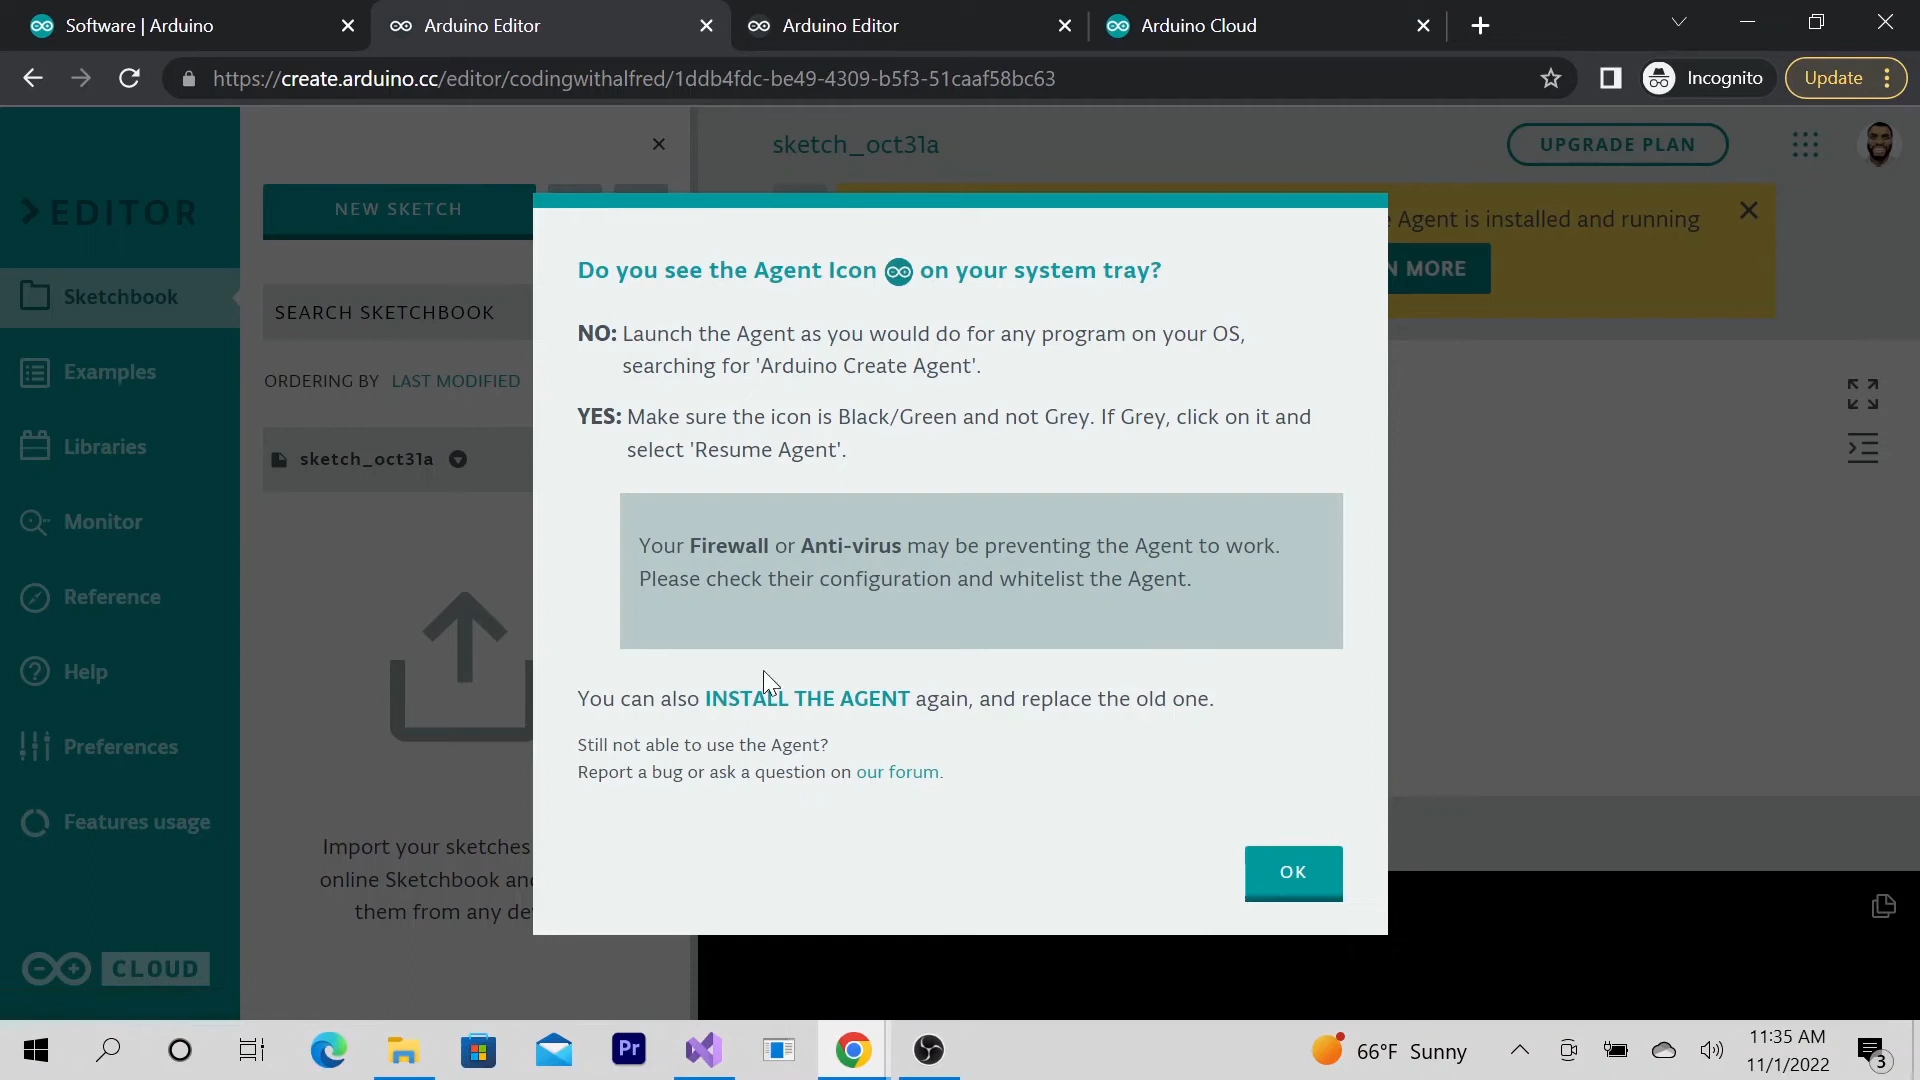 Software | Arduino
Arduino Editor
Arduino Editor
Arduino Cloud
https://create.arduino.cc/editor/codingwithalfred/1ddb4fdc-be49-4309-b5f3-51caaf58bc63
Incognito
Update
EDITOR
Sketchbook
Examples
Libraries
Monitor
Reference
Help
Preferences
Features usage
CLOUD
NEW SKETCH
SEARCH SKETCHBOOK
ORDERING BY LAST MODIFIED
sketch_oct31a
Import your sketches
online Sketchbook
them from any
sketch_oct31a
UPGRADE PLAN
Agent is installed and running
MORE
Do you see the Agent Icon on your system tray?
NO: Launch the Agent as you would do for any program on your OS,
searching for 'Arduino Create Agent'.
YES: Make sure the icon is Black/Green and not Grey. If Grey, click on it and
select 'Resume Agent'.
Your Firewall or Anti-virus may be preventing the Agent to work.
Please check their configuration and whitelist the Agent.
You can also INSTALL THE AGENT again, and replace the old one.
Still not able to use the Agent?
Report a bug or ask a question on our forum.
OK
Pr
66°F Sunny
11:35 AM
11/1/2022
3